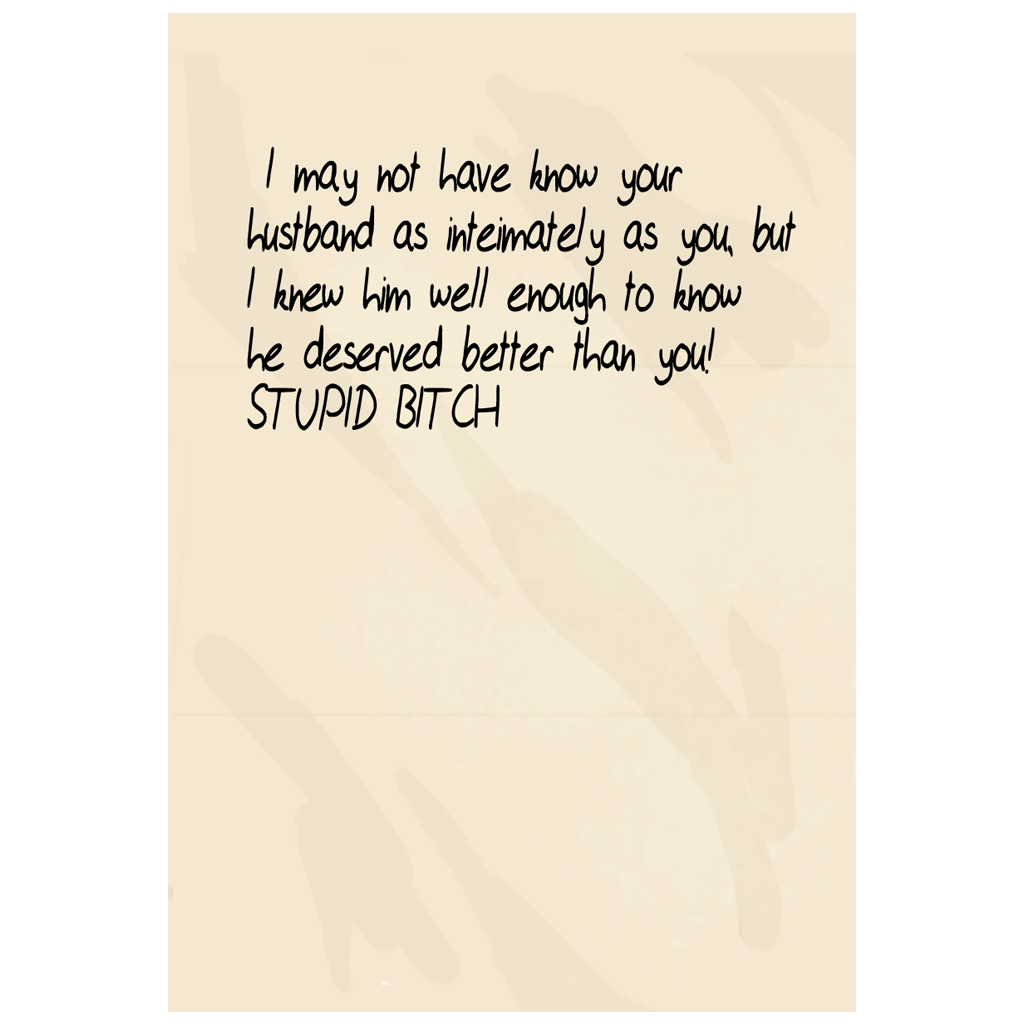 I may not have know your
hustband as inteimately as you, but
I knew him well enough to know
he deserved better than you!
STUPID BITCH